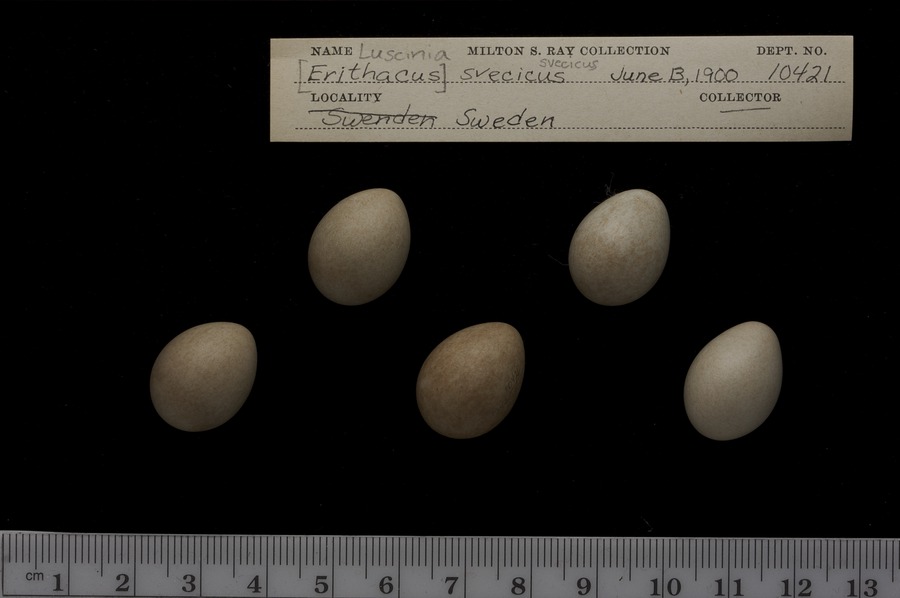 NAME Luscinia MILTON S. RAY COLLECTION DEPT. NO.
svecicus
[Erithacus] svecicus June 13, 1900 10421
LOCALITY COLLECTOR
Swenden Sweden
cm 1 2 3 4 5 6 7 8 9 10 11 12 13